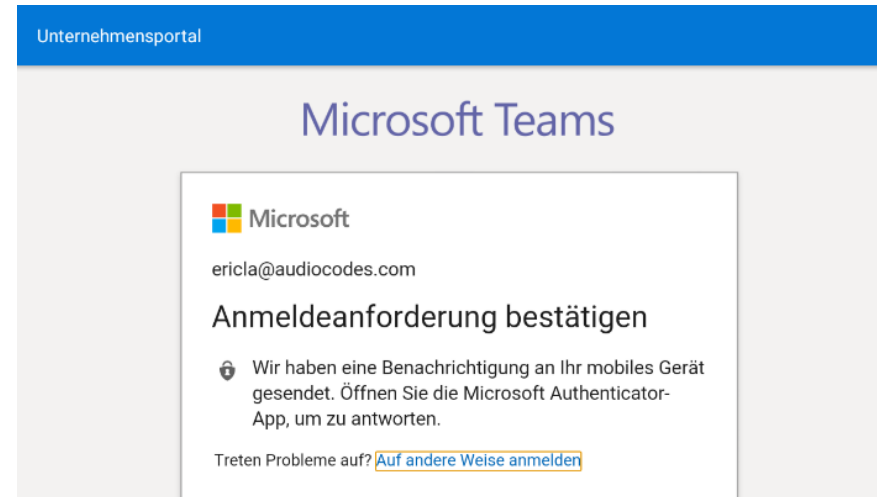 Unternehmensportal
Microsoft Teams
Microsoft
ericla@audiocodes.com
Anmeldeanforderung bestätigen
Wir haben eine Benachrichtigung an Ihr mobiles Gerät
gesendet. Öffnen Sie die Microsoft Authenticator-
App, um zu antworten.
Treten Probleme auf? Auf andere Weise anmelden